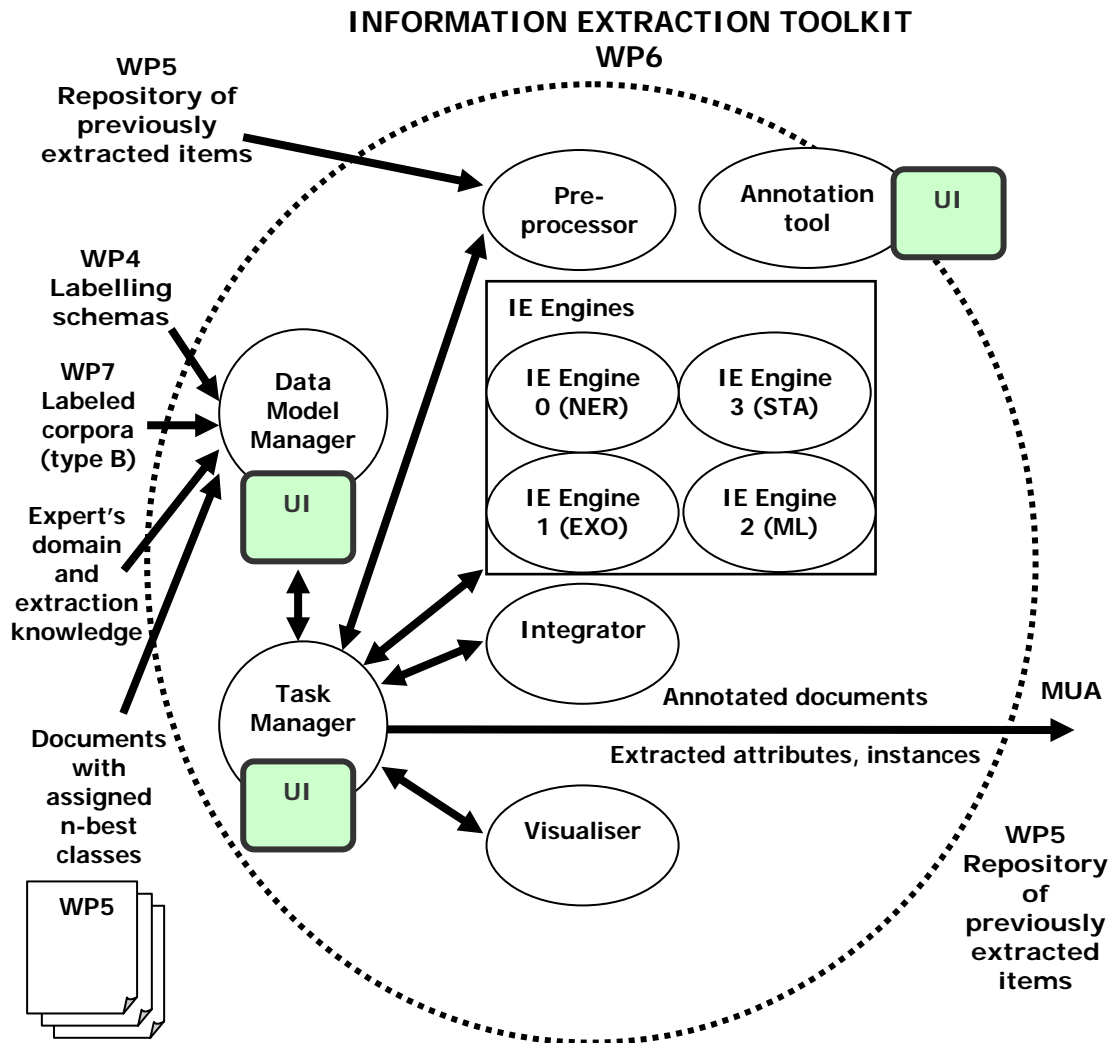 INFORMATION EXTRACTION TOOLKIT
WP6
WP5
Repository of
previously
extracted items
Pre-
processor
Annotation
tool
UI
WP4
Labelling
schemas
IE Engines
IE Engine
0 (NER)
IE Engine
3 (STA)
IE Engine
1 (EXO)
IE Engine
2 (ML)
WP7
Labeled
corpora
(type B)
Data
Model
Manager
UI
Expert's
domain
and
extraction
knowledge
Integrator
Task
Manager
UI
Annotated documents
MUA
Extracted attributes, instances
Documents
with
assigned
n-best
classes
Visualiser
WP5
Repository
of
previously
extracted
items
WP5